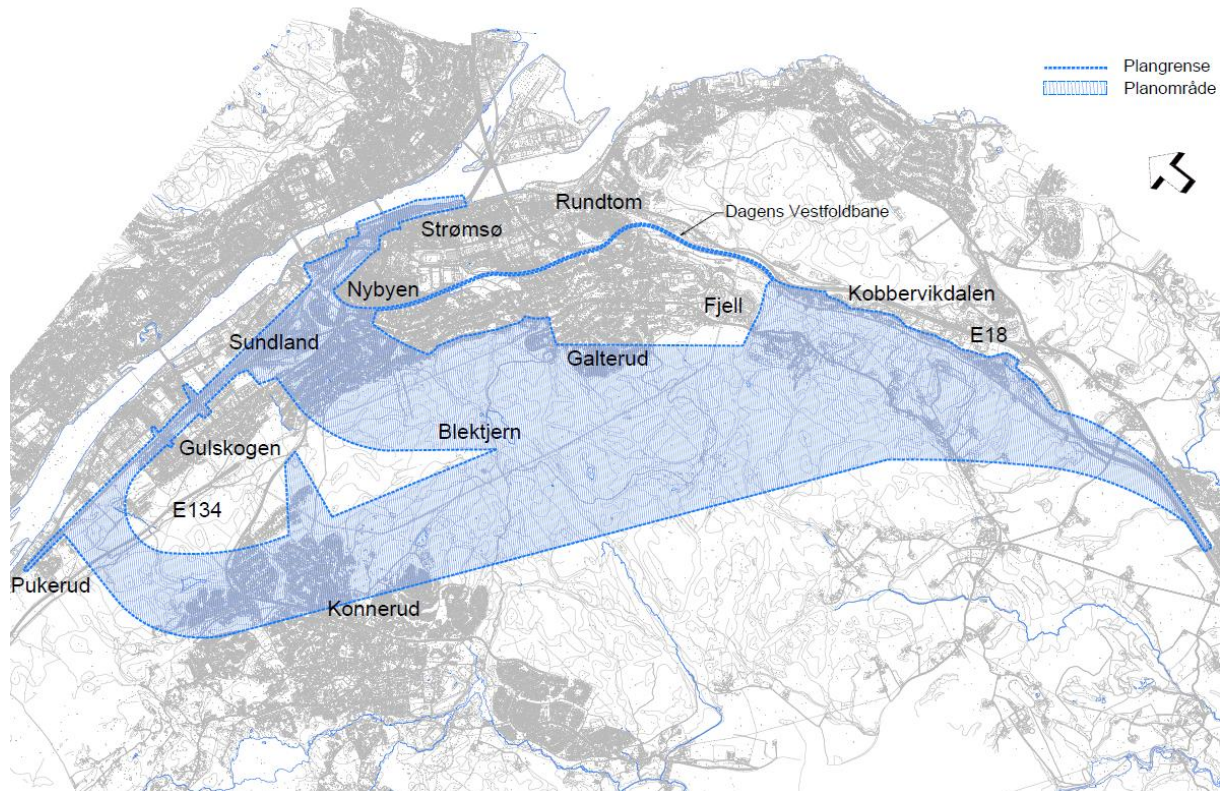 Plangrense
Planområde
Rundtom
Dagens Vestfoldbane
Strømsø
Nybyen
Fjell
Kobbervikdalen
E18
Sundland
Galterud
Blektjern
Gulskogen
E134
Pukerud
Konnerud